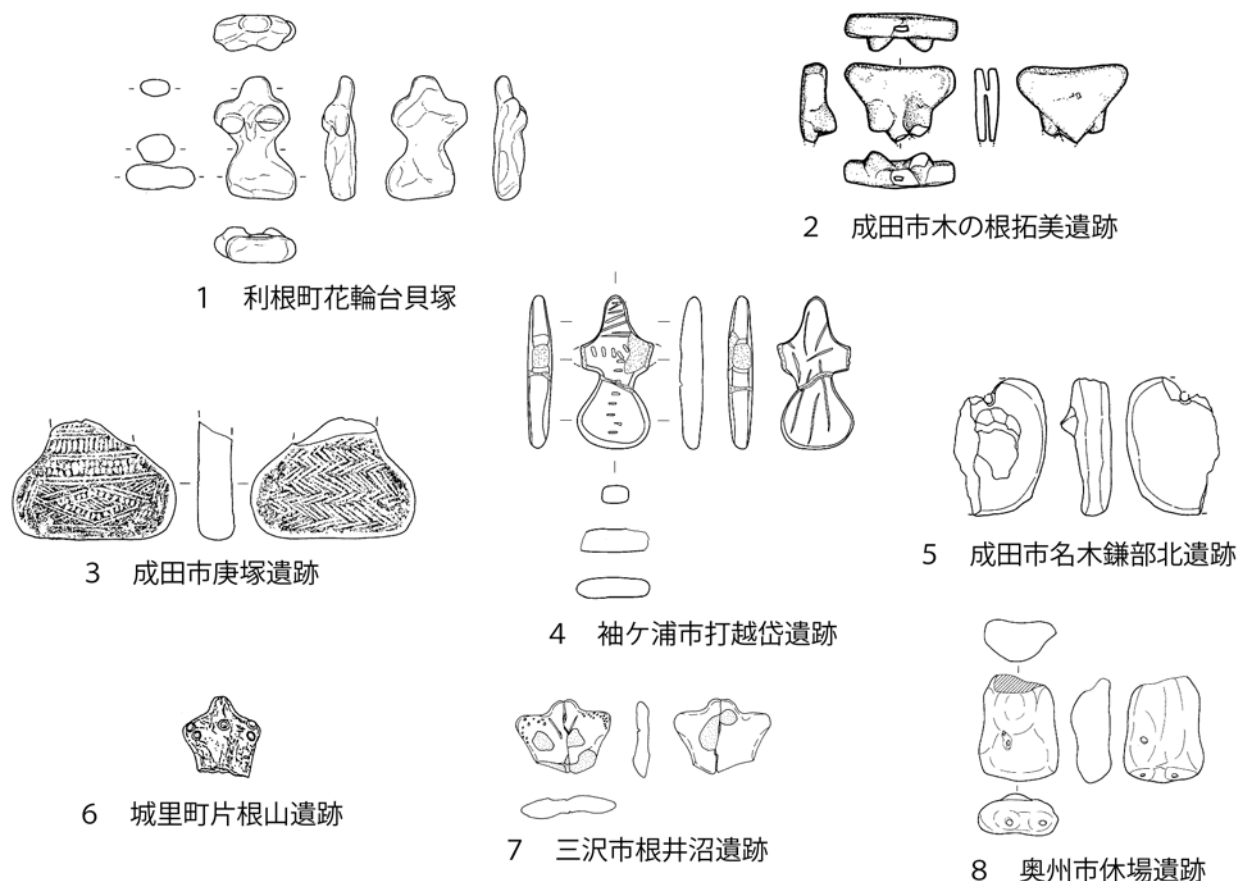 1 利根町花輪台貝塚
2 成田市木の根拓美遺跡
3 成田市庚塚遺跡
4 袖ケ浦市打越岱遺跡
5 成田市名木鎌部北遺跡
6 城里町片根山遺跡
7 三沢市根井沼遺跡
8 奥州市休場遺跡